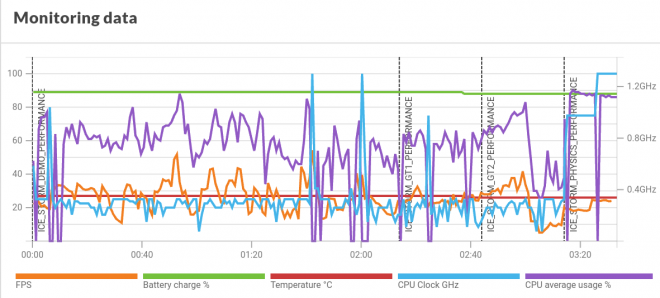 Monitoring data
100
80
60
40
20
1.2GHz
0.8GHz
0.4GHz
ICE_STORM_DEMO_PERFORMANCE
ICE_STORM_GT1_PERFORMANCE
ICE_STORM_GT2_PERFORMANCE
ICE_STORM_PHYSICS_PERFORMANCE
00:00
00:40
01:20
02:00
02:40
03:20
FPS
Battery charge %
Temperature °C
CPU Clock GHz
CPU average usage %